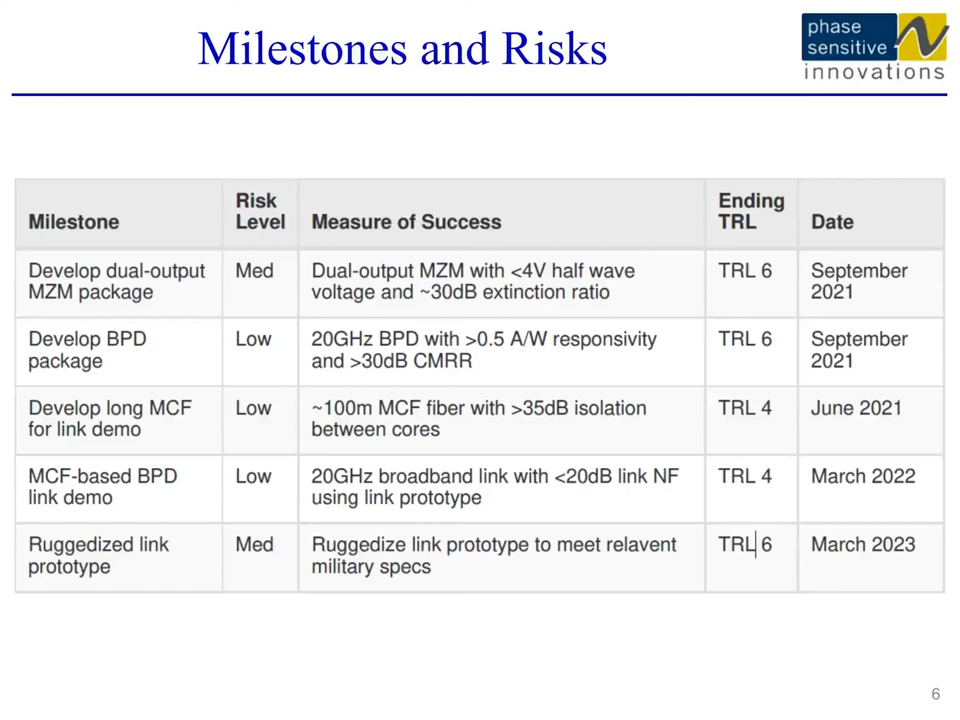 Milestones and Risks
phase
sensitive
innovations
Milestone
Risk
Level
Measure of Success
Ending
TRL
Date
Develop dual-output
MZM package
Med
Dual-output MZM with <4V half wave
voltage and ~30dB extinction ratio
TRL 6
September
2021
Develop BPD
package
Low
20GHz BPD with >0.5 A/W responsivity
and >30dB CMRR
TRL 6
September
2021
Develop long MCF
for link demo
Low
~100m MCF fiber with >35dB isolation
between cores
TRL 4
June 2021
MCF-based BPD
link demo
Low
20GHz broadband link with <20dB link NF
using link prototype
TRL 4
March 2022
Ruggedized link
prototype
Med
Ruggedize link prototype to meet relavent
military specs
TRL 6
March 2023
6